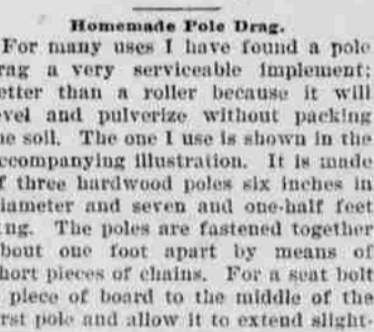 Homemade Pole Drag.
For many uses I have found a pole
rag a very serviceable implement;
etter than a roller because it will
evel and pulverize without packing
he soil. The one I use is shown in the
ccompanying illustration. It is made
f three hardwood poles six inches in
iameter and seven and one-half feet
ng. The poles are fastened together
bout one foot apart by means of
hort pieces of chains. For a seat bolt
piece of board to the middle of the
irst pole and allow it to extend slight-